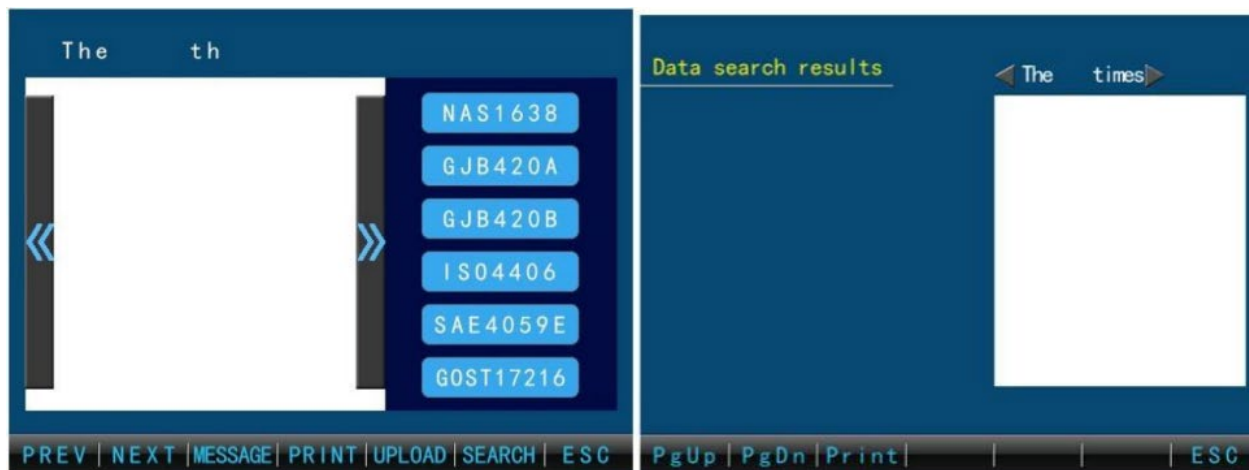 The th
NAS1638
GJB420A
GJB420B
ISO4406
SAE4059E
GOST17216
PREV | NEXT | MESSAGE | PRINT | UPLOAD | SEARCH | ESC
Data search results
The times
PgUp | PgDn | Print | ESC